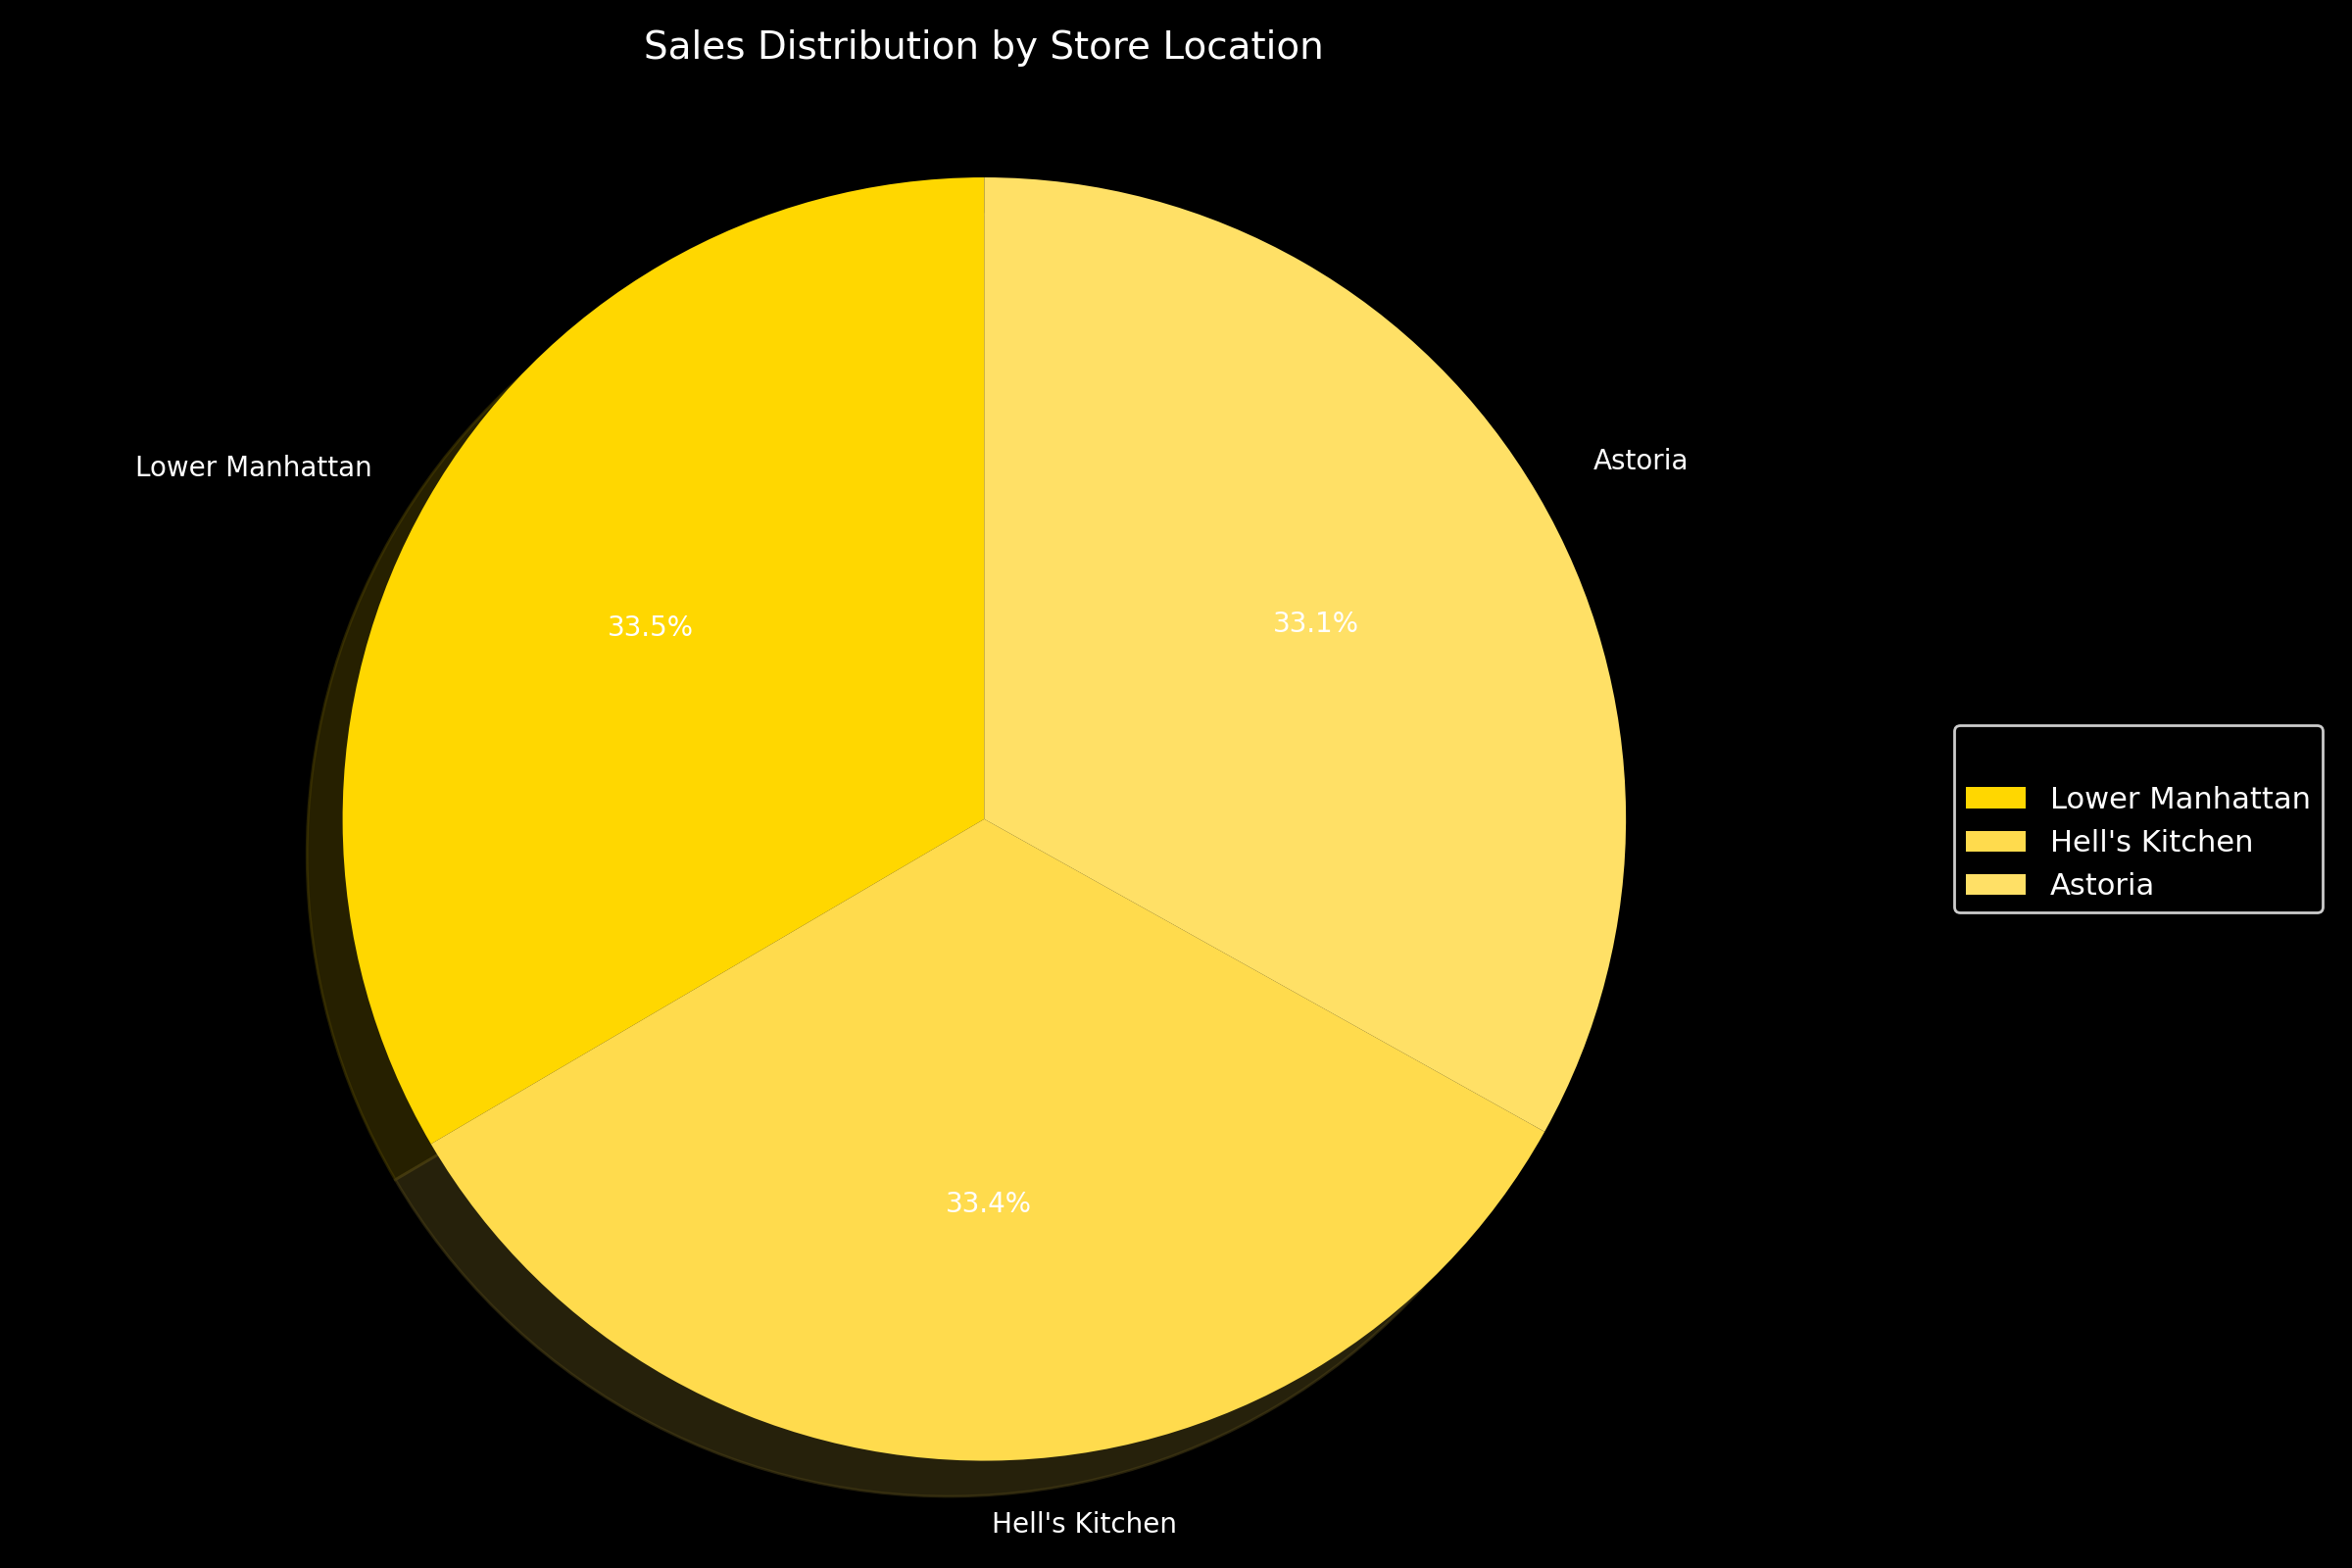 Sales Distribution by Store Location
Lower Manhattan
Astoria
33.5%
33.1%
Lower Manhattan
Hell's Kitchen
Astoria
33.4%
Hell's Kitchen